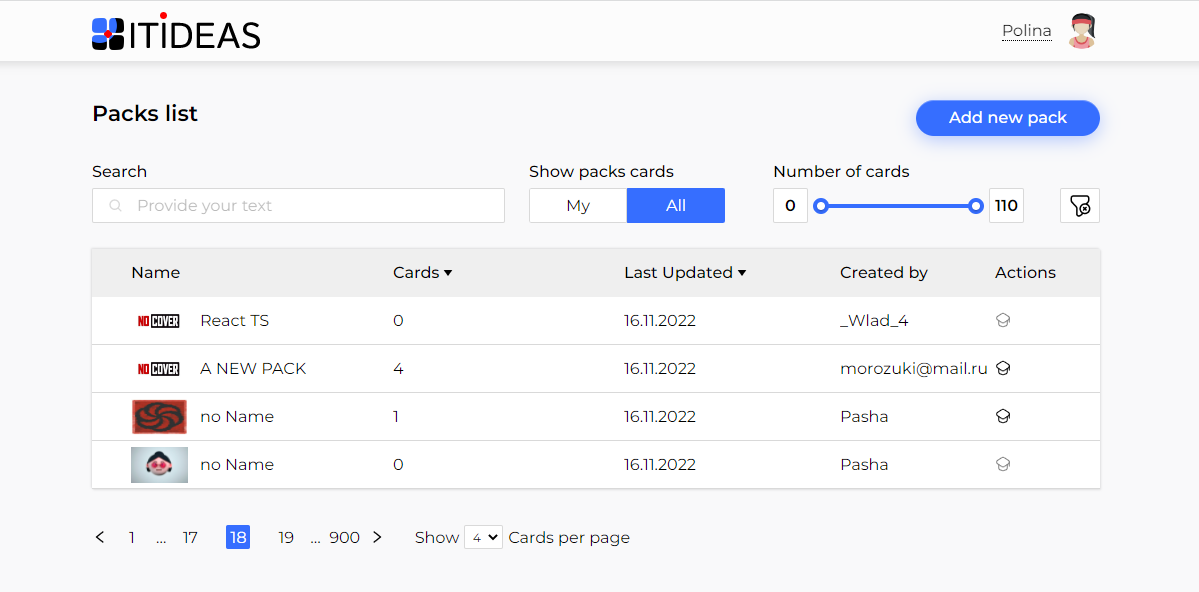 ITIDEAS
Polina
Packs list
Add new pack
Search
Show packs cards
Number of cards
Provide your text
My
All
0
110
Name Cards Last Updated Created by Actions
NO COVER React TS 0 16.11.2022 _Wlad_4
NO COVER A NEW PACK 4 16.11.2022 morozuki@mail.ru
no Name 1 16.11.2022 Pasha
no Name 0 16.11.2022 Pasha
1 ... 17 18 19 ... 900 Show 4 Cards per page